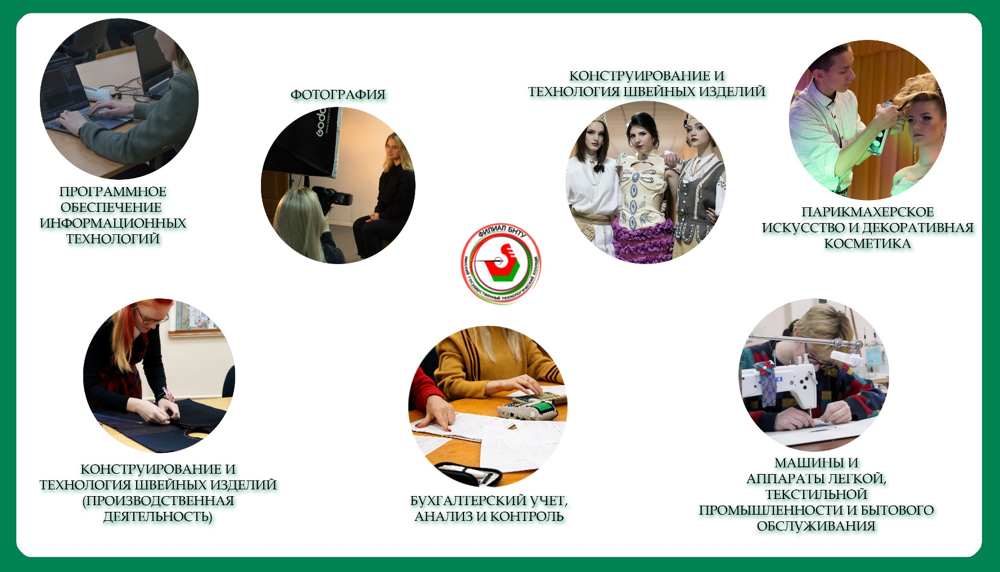 ПРОГРАММНОЕ
ОБЕСПЕЧЕНИЕ
ИНФОРМАЦИОННЫХ
ТЕХНОЛОГИЙ
ФОТОГРАФИЯ
КОНСТРУИРОВАНИЕ И
ТЕХНОЛОГИЯ ШВЕЙНЫХ ИЗДЕЛИЙ
ПАРИКМАХЕРСКОЕ
ИСКУССТВО И ДЕКОРАТИВНАЯ
КОСМЕТИКА
ФИЛИАЛ БНТУ
минский государственный технологический колледж
КОНСТРУИРОВАНИЕ И
ТЕХНОЛОГИЯ ШВЕЙНЫХ ИЗДЕЛИЙ
(ПРОИЗВОДСТВЕННАЯ
ДЕЯТЕЛЬНОСТЬ)
БУХГАЛТЕРСКИЙ УЧЕТ,
АНАЛИЗ И КОНТРОЛЬ
МАШИНЫ И
АППАРАТЫ ЛЕГКОЙ,
ТЕКСТИЛЬНОЙ
ПРОМЫШЛЕННОСТИ И БЫТОВОГО
ОБСЛУЖИВАНИЯ